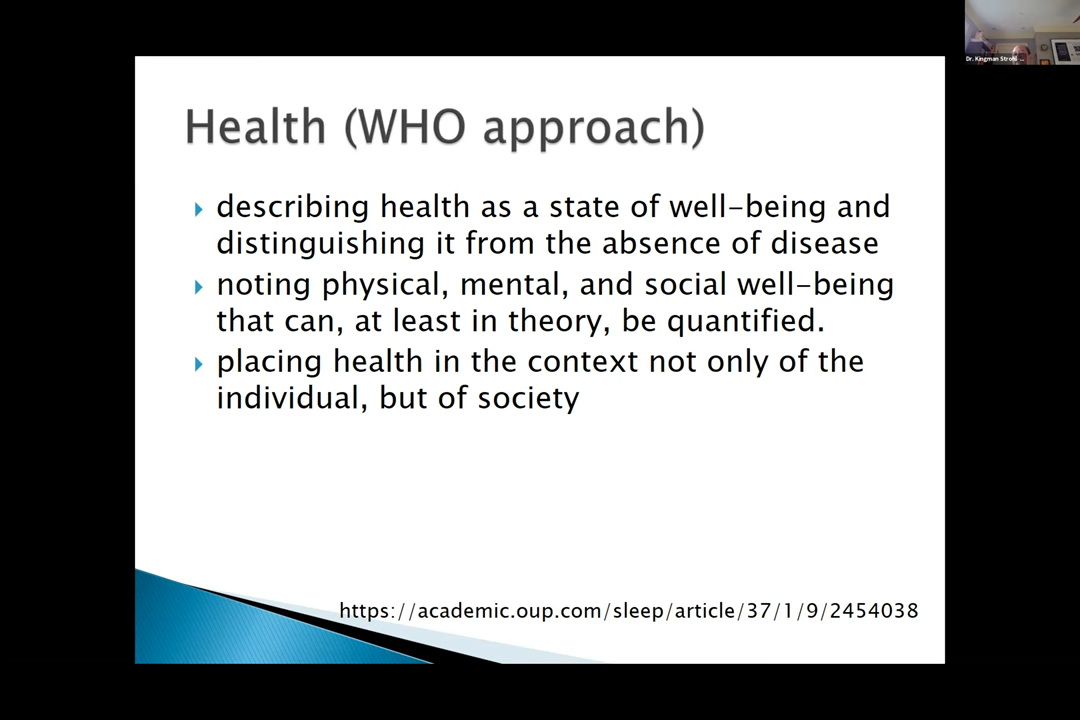 Dr. Kingman Strohl-...
Health (WHO approach)
describing health as a state of well-being and
distinguishing it from the absence of disease
noting physical, mental, and social well-being
that can, at least in theory, be quantified.
placing health in the context not only of the
individual, but of society
https://academic.oup.com/sleep/article/37/1/9/2454038